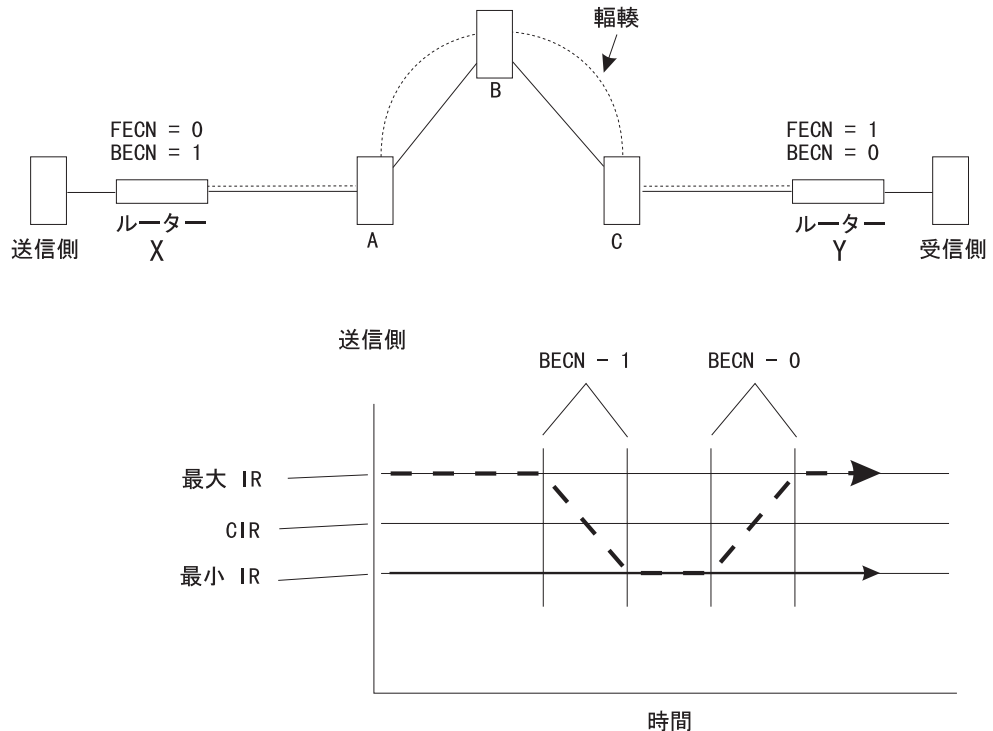 輻輳
B
FECN = 0
BECN = 1
FECN = 1
BECN = 0
送信側
ルーター
X
A
C
ルーター
Y
受信側
送信側
BECN - 1
BECN - 0
最大 IR
CIR
最小 IR
時間